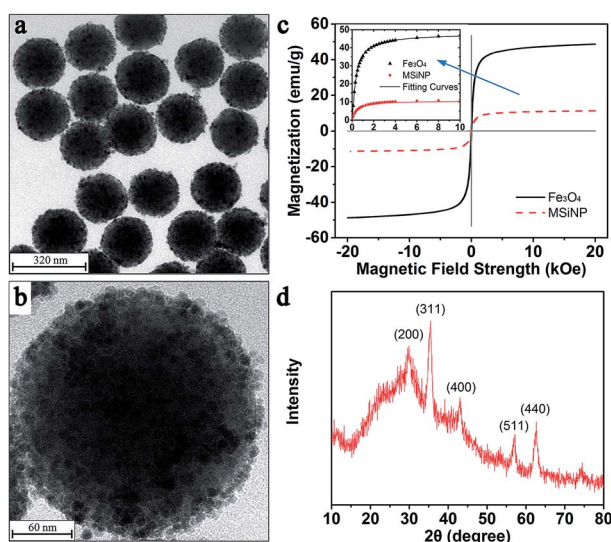 a
320 nm
b
60 nm
c
Magnetization (emu/g)
60
40
20
0
-20
-40
-60
-20
-10
0
10
20
Magnetic Field Strength (kOe)
50
40
30
20
10
0
0
2
4
6
8
10
Fe₃O₄
MSiNP
Fitting Curves
Fe₃O₄
MSiNP
d
Intensity
(200)
(311)
(400)
(511)
(440)
10 20 30 40 50 60 70 80
2θ (degree)